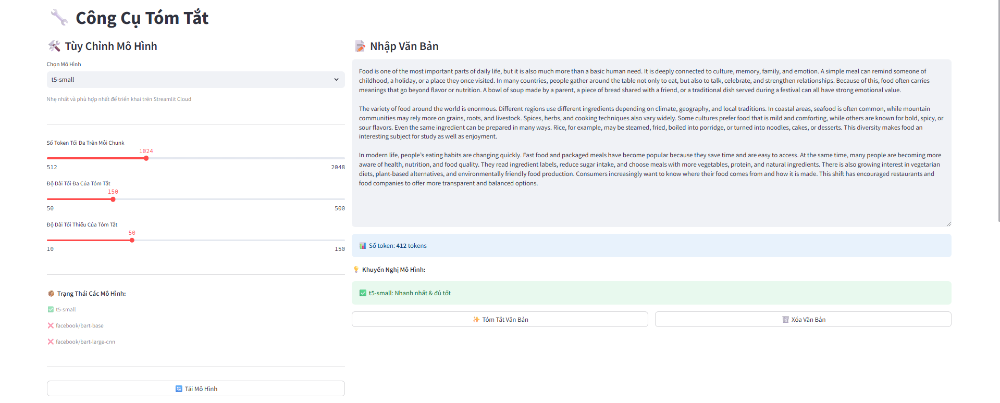 Công Cụ Tóm Tắt
Tùy Chỉnh Mô Hình
Chọn Mô Hình
t5-small
Nhẹ nhất và phù hợp nhất để triển khai trên Streamlit Cloud
Số Token Tối Đa Trên Mỗi Chunk
1024
512 2048
Độ Dài Tối Đa Của Tóm Tắt
150
50 500
Độ Dài Tối Thiểu Của Tóm Tắt
50
10 150
Trạng Thái Các Mô Hình:
t5-small
facebook/bart-base
facebook/bart-large-cnn
Tải Mô Hình
Nhập Văn Bản
Food is one of the most important parts of daily life, but it is also much more than a basic human need. It is deeply connected to culture, memory, family, and emotion. A simple meal can remind someone of
childhood, a holiday, or a place they once visited. In many countries, people gather around the table not only to eat, but also to talk, celebrate, and strengthen relationships. Because of this, food often carries
meanings that go beyond flavor or nutrition. A bowl of soup made by a parent, a piece of bread shared with a friend, or a traditional dish served during a festival can all have strong emotional value.
The variety of food around the world is enormous. Different regions use different ingredients depending on climate, geography, and local traditions. In coastal areas, seafood is often common, while mountain
communities may rely more on grains, roots, and livestock. Spices, herbs, and cooking techniques also vary widely. Some cultures prefer food that is mild and comforting, while others are known for bold, spicy, or
sour flavors. Even the same ingredient can be prepared in many ways. Rice, for example, may be steamed, fried, boiled into porridge, or turned into noodles, cakes, or desserts. This diversity makes food an
interesting subject for study as well as enjoyment.
In modern life, people’s eating habits are changing quickly. Fast food and packaged meals have become popular because they save time and are easy to access. At the same time, many people are becoming more
aware of health, nutrition, and food quality. They read ingredient labels, reduce sugar intake, and choose meals with more vegetables, protein, and natural ingredients. There is also growing interest in vegetarian
diets, plant-based alternatives, and environmentally friendly food production. Consumers increasingly want to know where their food comes from and how it is made. This shift has encouraged restaurants and
food companies to offer more transparent and balanced options.
Số token: 412 tokens
Khuyến Nghị Mô Hình:
t5-small: Nhanh nhất & đủ tốt
Tóm Tắt Văn Bản
Xóa Văn Bản